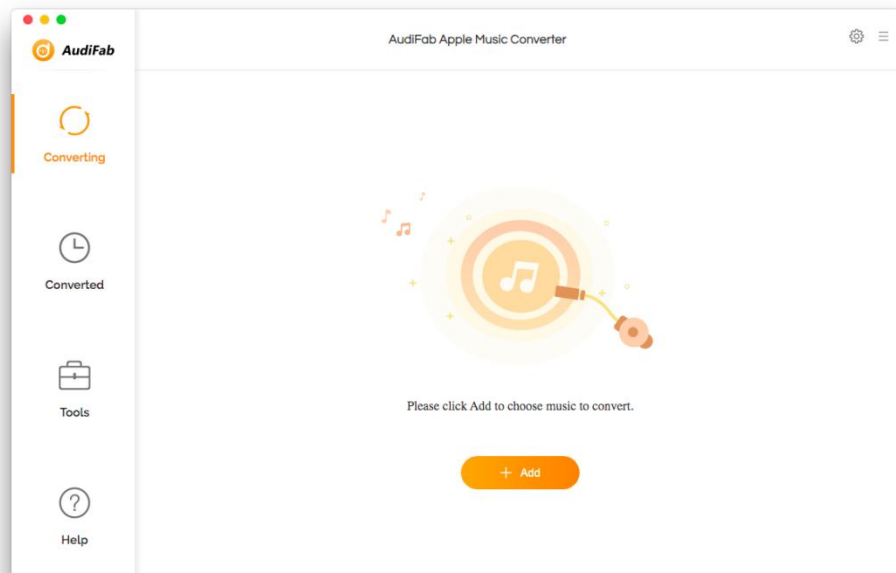 AudiFab
AudiFab Apple Music Converter
Converting
Converted
Tools
Help
Please click Add to choose music to convert.
+ Add